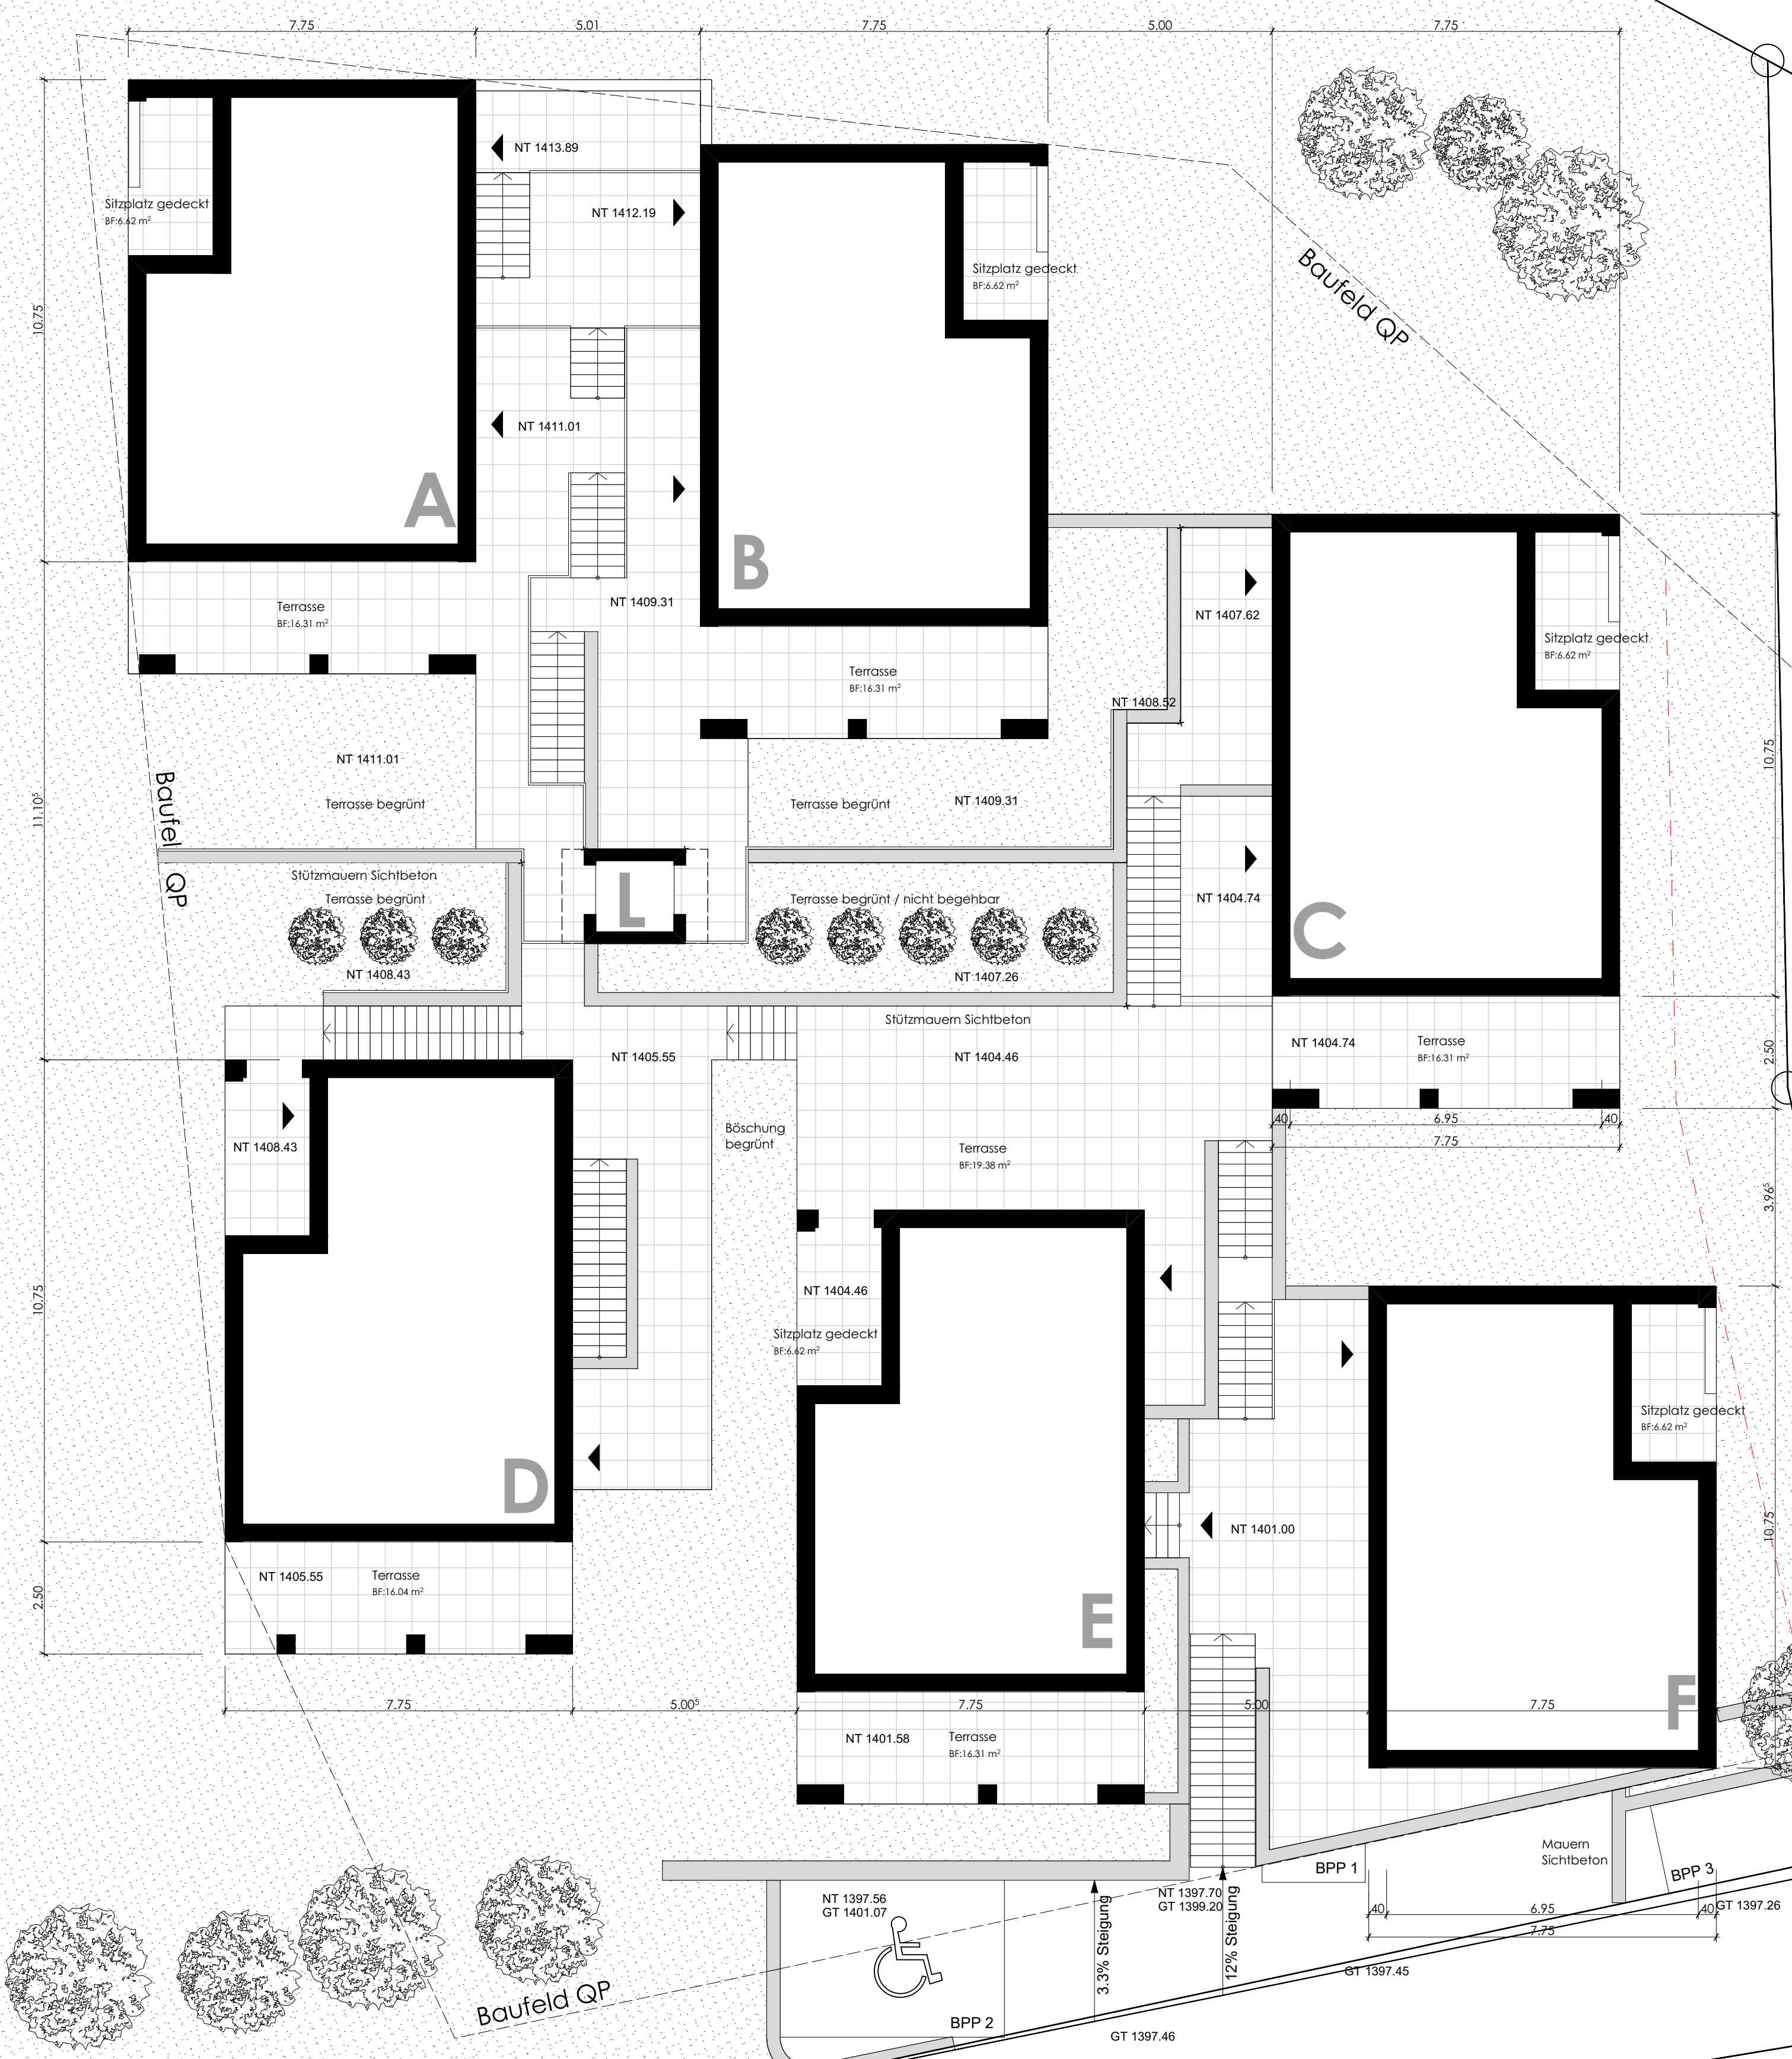 7.75
5.01
7.75
5.00
7.75
NT 1413.89
Sitzplatz gedeckt
BF:6.62 m²
NT 1412.19
Sitzplatz gedeckt
BF:6.62 m²
Baufeld QP
10.75
NT 1411.01
A
B
NT 1409.31
Terrasse
BF:16.31 m²
NT 1407.62
Sitzplatz gedeckt
BF:6.62 m²
Terrasse
BF:16.31 m²
NT 1408.52
NT 1411.01
10.75
Terrasse begrünt
Terrasse begrünt
NT 1409.31
11.10⁵
Baufel QP
Stützmauern Sichtbeton
Terrasse begrünt
L
Terrasse begrünt / nicht begehbar
NT 1404.74
C
NT 1408.43
NT 1407.26
Stützmauern Sichtbeton
NT 1405.55
NT 1404.46
NT 1404.74
Terrasse
BF:16.31 m²
2.50
40
6.95
40
7.75
Böschung
begrünt
NT 1408.43
Terrasse
BF:19.38 m²
3.96⁵
NT 1404.46
10.75
Sitzplatz gedeckt
BF:6.62 m²
Sitzplatz gedeckt
BF:6.62 m²
D
NT 1401.00
10.75
NT 1405.55
Terrasse
BF:16.04 m²
2.50
E
F
7.75
5.00⁵
7.75
5.00
7.75
NT 1401.58
Terrasse
BF:16.31 m²
Mauern
Sichtbeton
BPP 1
BPP 3
NT 1397.56
GT 1401.07
NT 1397.70
GT 1399.20
3.3% Steigung
12% Steigung
40
6.95
40
GT 1397.26
7.75
GT 1397.45
Baufeld QP
BPP 2
GT 1397.46